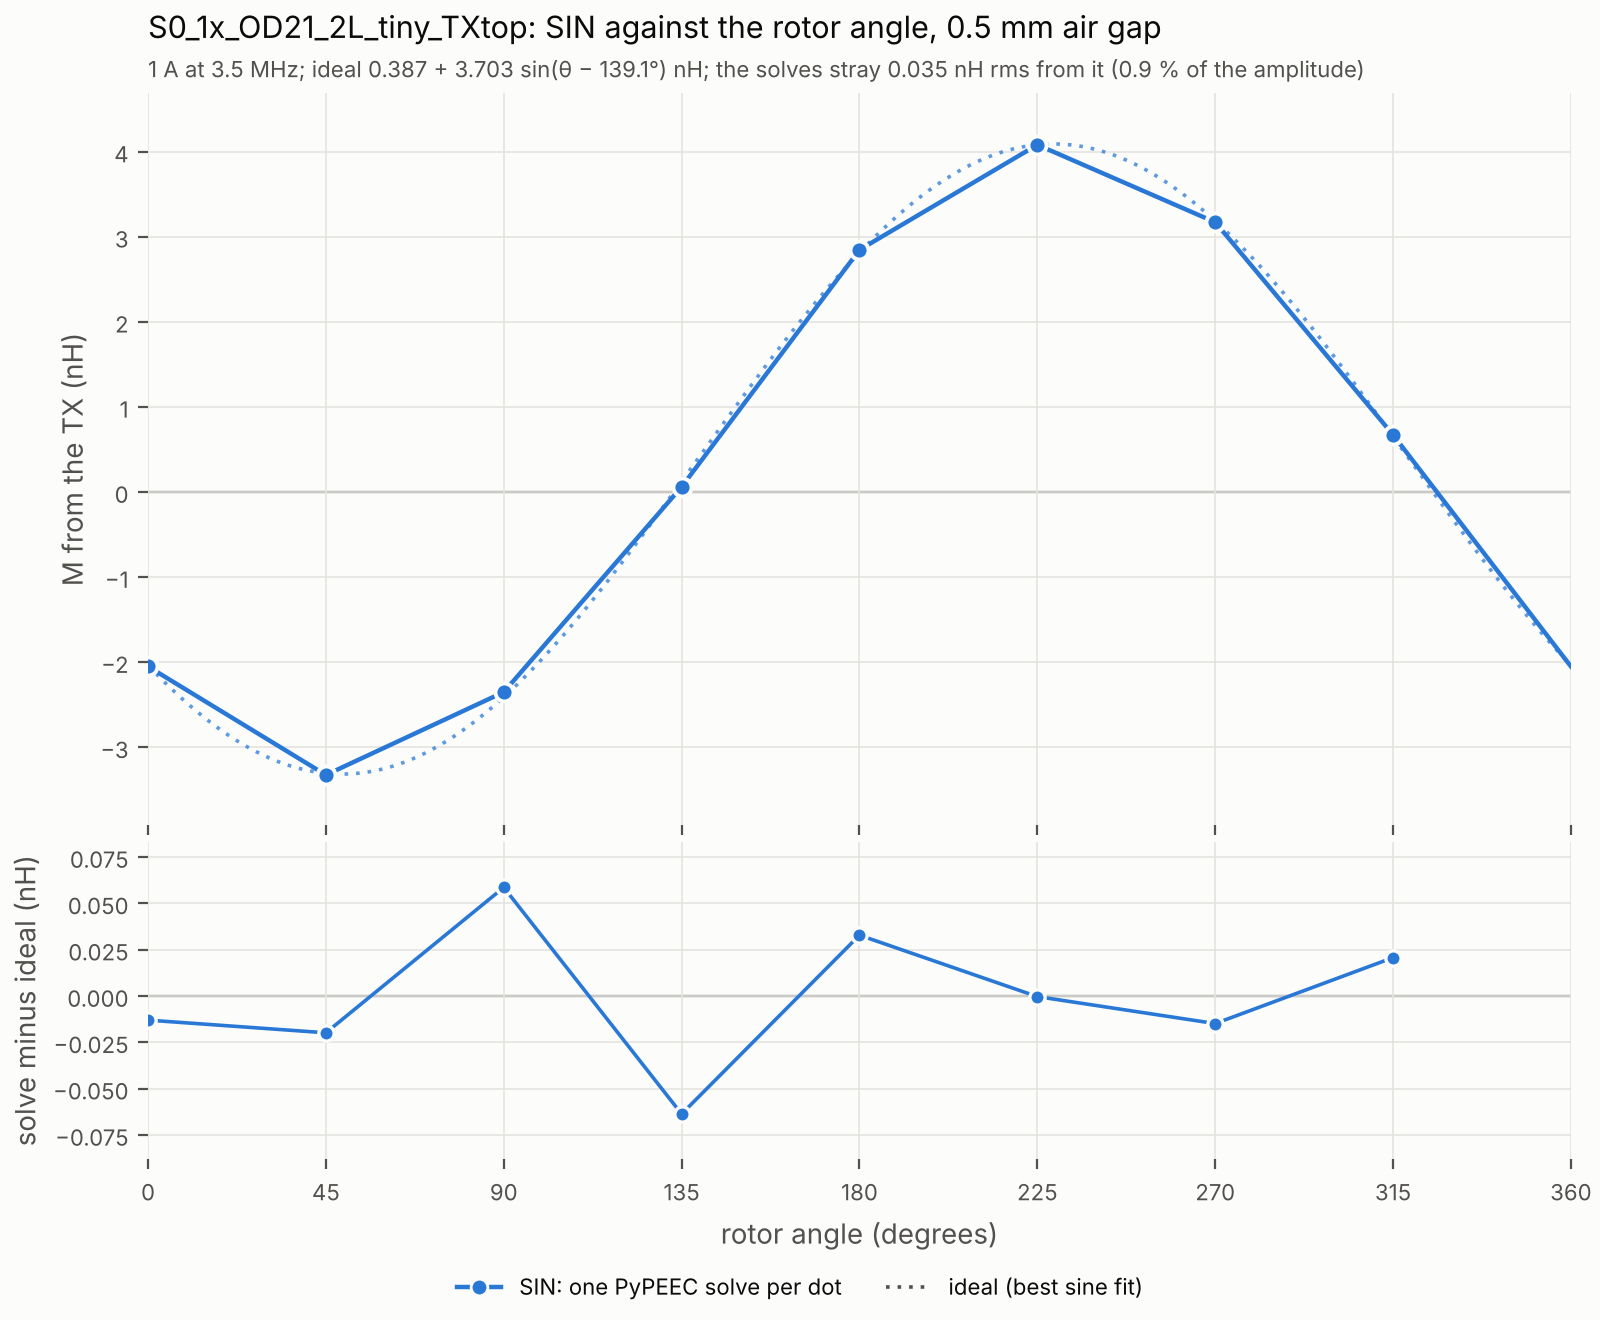 S0_1x_OD21_2L_tiny_TXtop: SIN against the rotor angle, 0.5 mm air gap
1 A at 3.5 MHz; ideal 0.387 + 3.703 sin(θ − 139.1°) nH; the solves stray 0.035 nH rms from it (0.9 % of the amplitude)
M from the TX (nH)
4
3
2
1
0
−1
−2
−3
solve minus ideal (nH)
0.075
0.050
0.025
0.000
−0.025
−0.050
−0.075
0 45 90 135 180 225 270 315 360
rotor angle (degrees)
SIN: one PyPEEC solve per dot ideal (best sine fit)